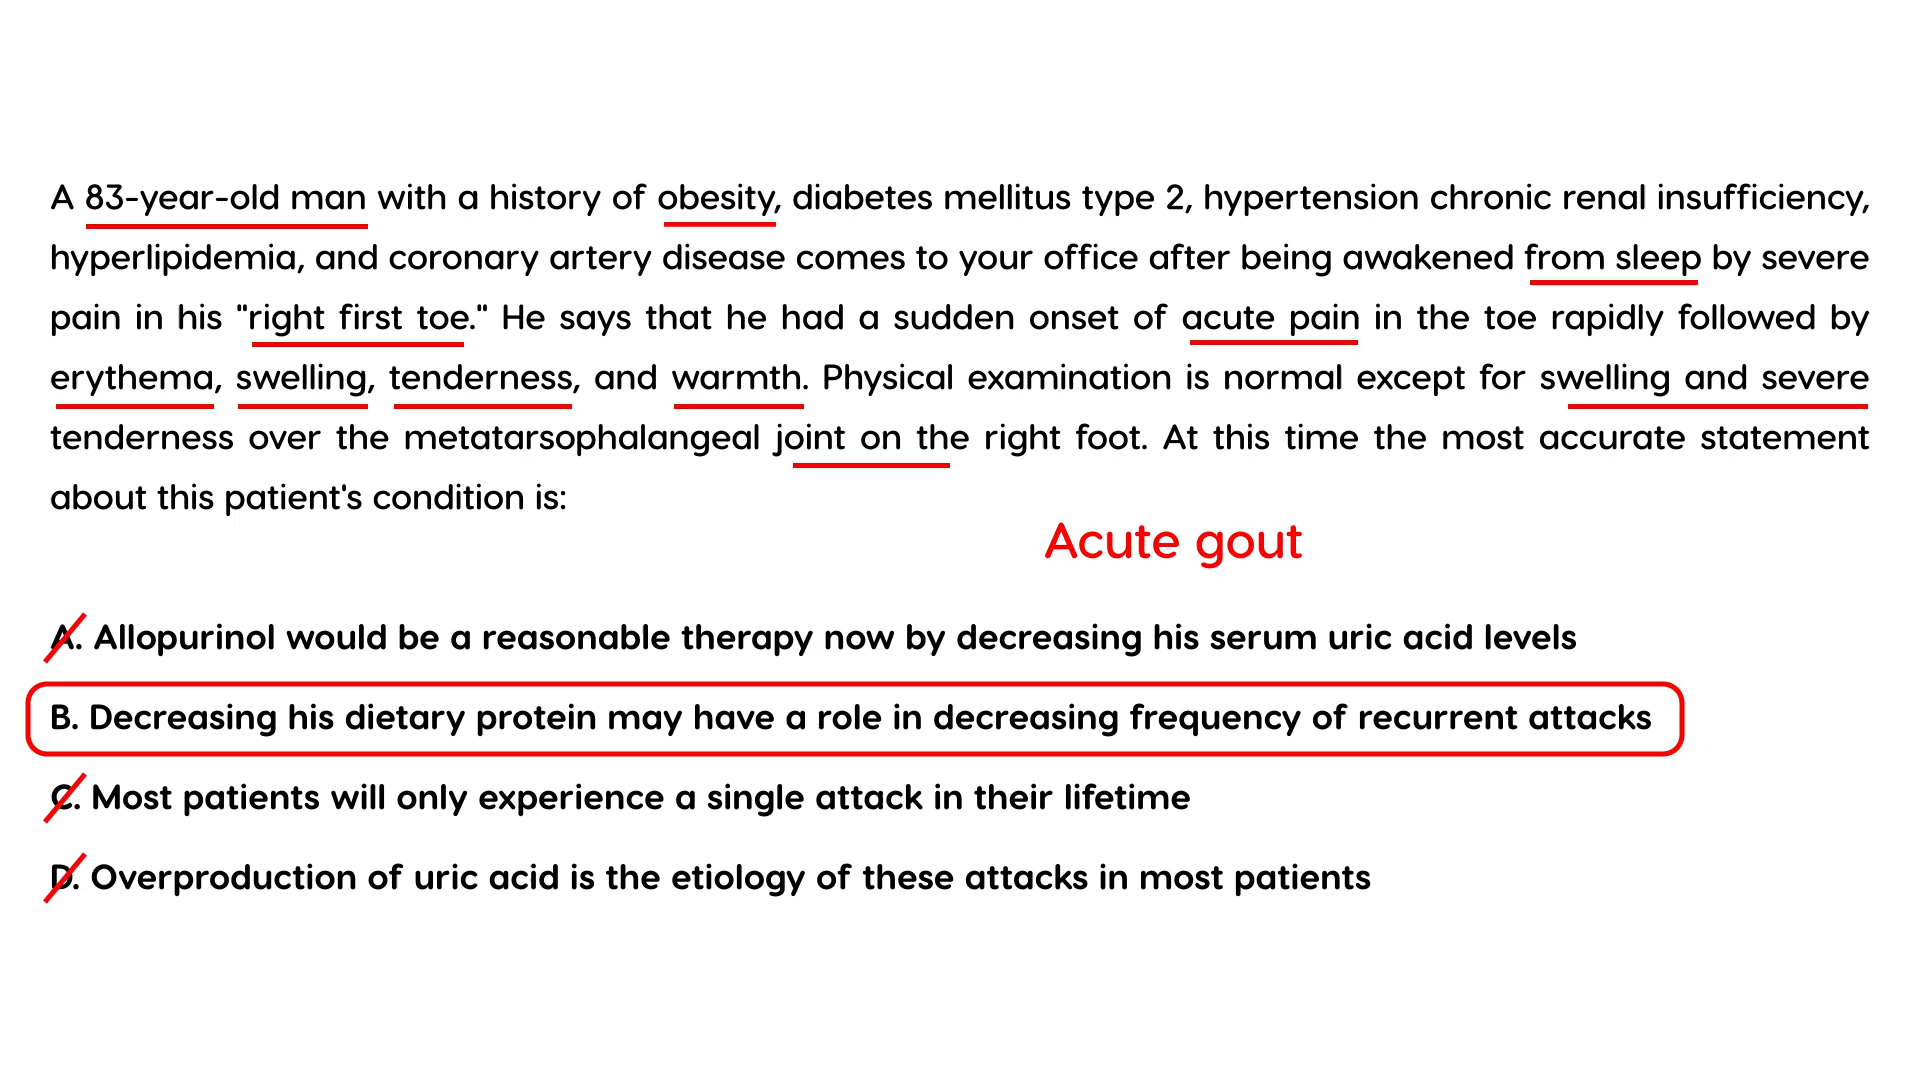 A 83-year-old man with a history of obesity, diabetes mellitus type 2, hypertension chronic renal insufficiency,
hyperlipidemia, and coronary artery disease comes to your office after being awakened from sleep by severe
pain in his "right first toe." He says that he had a sudden onset of acute pain in the toe rapidly followed by
erythema, swelling, tenderness, and warmth. Physical examination is normal except for swelling and severe
tenderness over the metatarsophalangeal joint on the right foot. At this time the most accurate statement
about this patient's condition is:
Acute gout
A. Allopurinol would be a reasonable therapy now by decreasing his serum uric acid levels
B. Decreasing his dietary protein may have a role in decreasing frequency of recurrent attacks
C. Most patients will only experience a single attack in their lifetime
D. Overproduction of uric acid is the etiology of these attacks in most patients